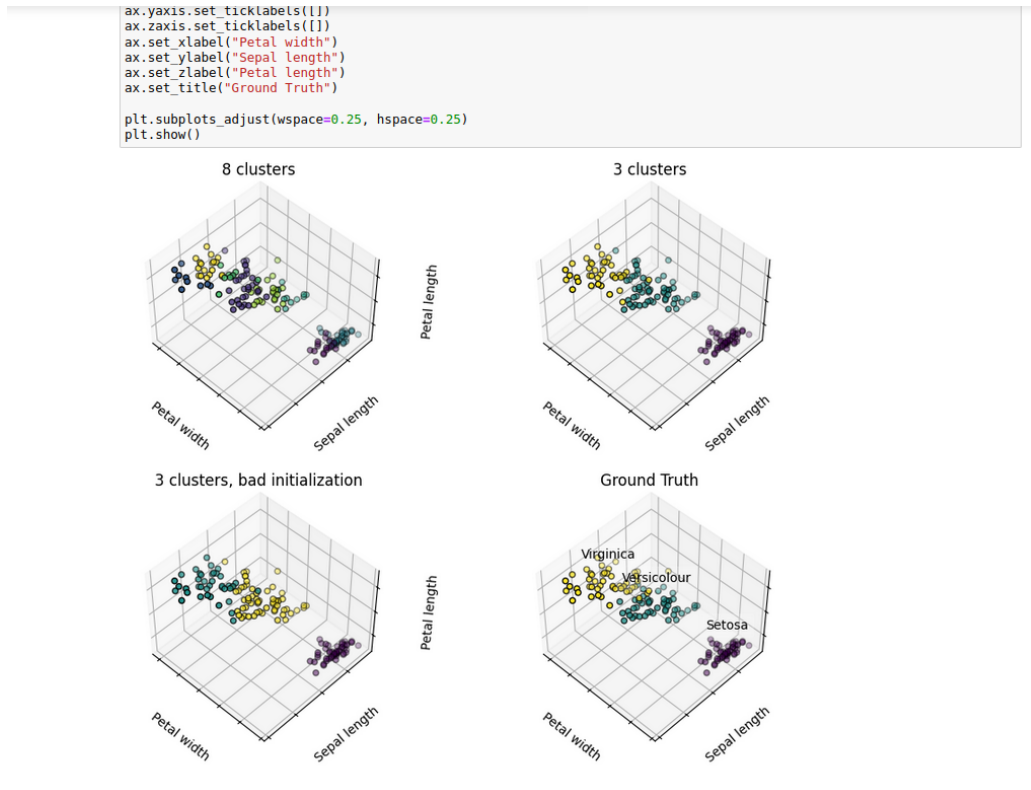 ax.yaxis.set_ticklabels([])
ax.zaxis.set_ticklabels([])
ax.set_xlabel("Petal width")
ax.set_ylabel("Sepal length")
ax.set_zlabel("Petal length")
ax.set_title("Ground Truth")
plt.subplots_adjust(wspace=0.25, hspace=0.25)
plt.show()
8 clusters
Petal length
Petal width
Sepal length
3 clusters
Petal width
Sepal length
3 clusters, bad initialization
Petal length
Petal width
Sepal length
Ground Truth
Virginica
Versicolour
Setosa
Petal width
Sepal length